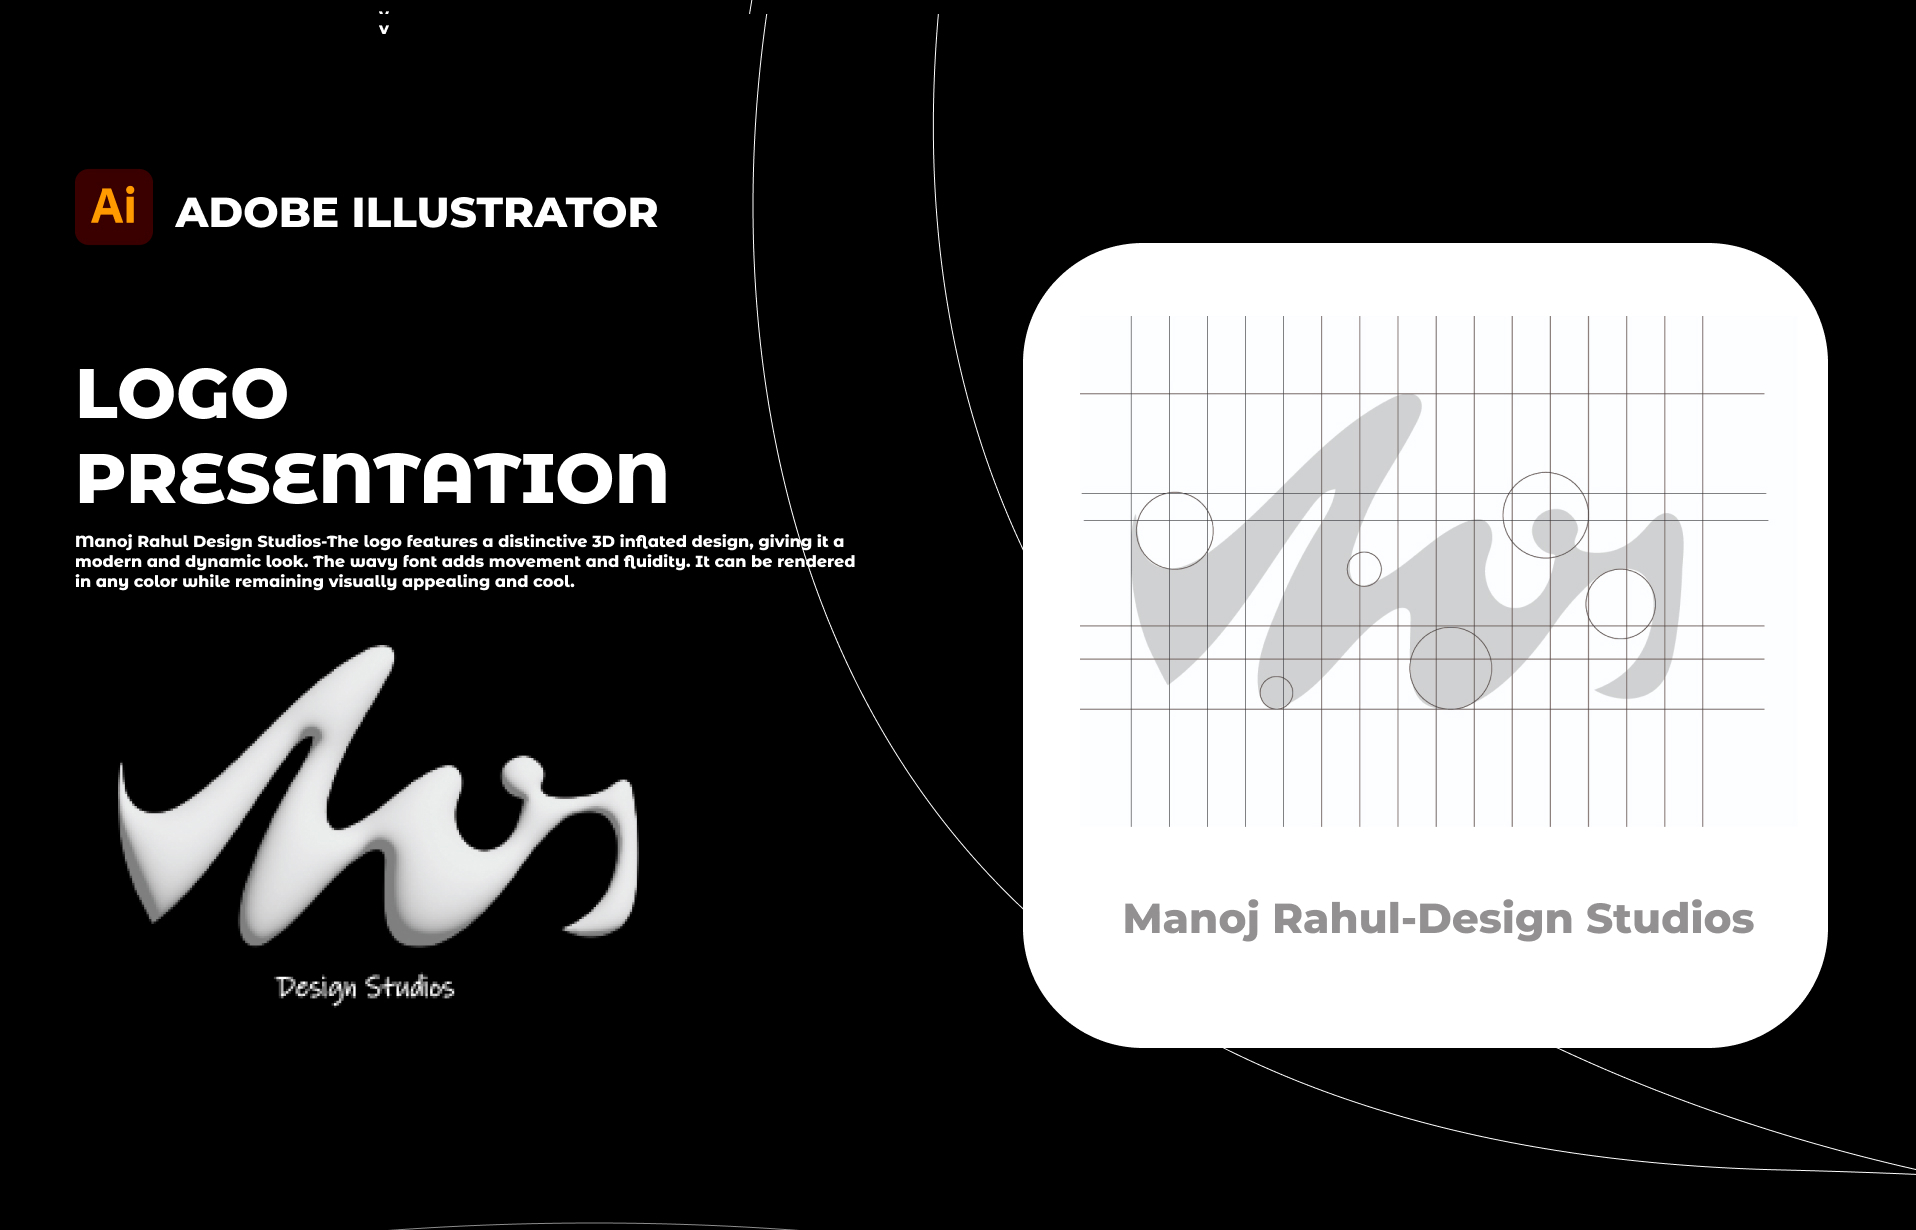 Ai
ADOBE ILLUSTRATOR
LOGO
PRESENTATION
Manoj Rahul Design Studios-The logo features a distinctive 3D inflated design, giving it a
modern and dynamic look. The wavy font adds movement and fluidity. It can be rendered
in any color while remaining visually appealing and cool.
Design Studios
Manoj Rahul-Design Studios